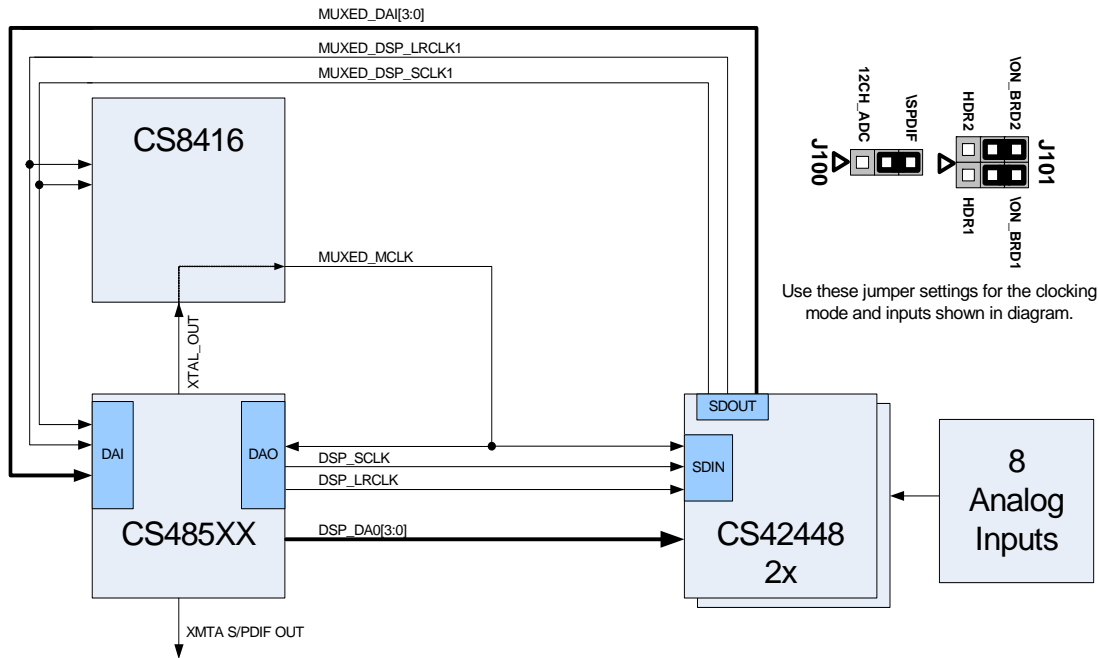 MUXED_DAI[3:0]
MUXED_DSP_LRCLK1
MUXED_DSP_SCLK1
CS8416
12CH_ADC
\SPDIF
J100
HDR2
\ON_BRD2
J101
HDR1
\ON_BRD1
Use these jumper settings for the clocking
mode and inputs shown in diagram.
MUXED_MCLK
XTAL_OUT
DAI
DAO
CS485XX
DSP_SCLK
DSP_LRCLK
DSP_DA0[3:0]
SDOUT
SDIN
CS42448
2x
8
Analog
Inputs
XMTA S/PDIF OUT